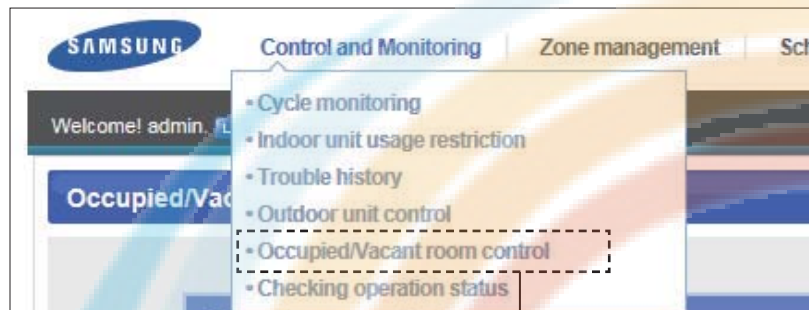 SAMSUNG Control and Monitoring Zone management Sch
• Cycle monitoring
Welcome! admin,
• Indoor unit usage restriction
• Trouble history
Occupied/Vac
• Outdoor unit control
• Occupied/Vacant room control
• Checking operation status